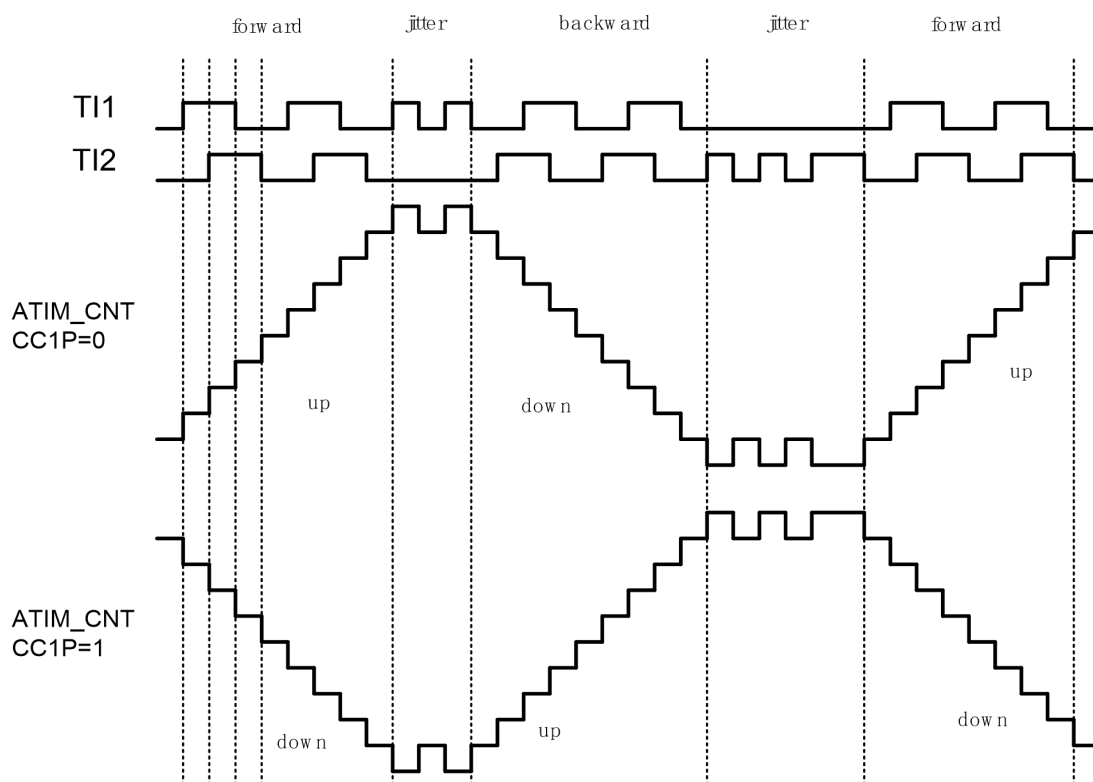 forward jitter backward jitter forward
TI1
TI2
ATIM_CNT
CC1P=0
up
down
up
ATIM_CNT
CC1P=1
down
up
down